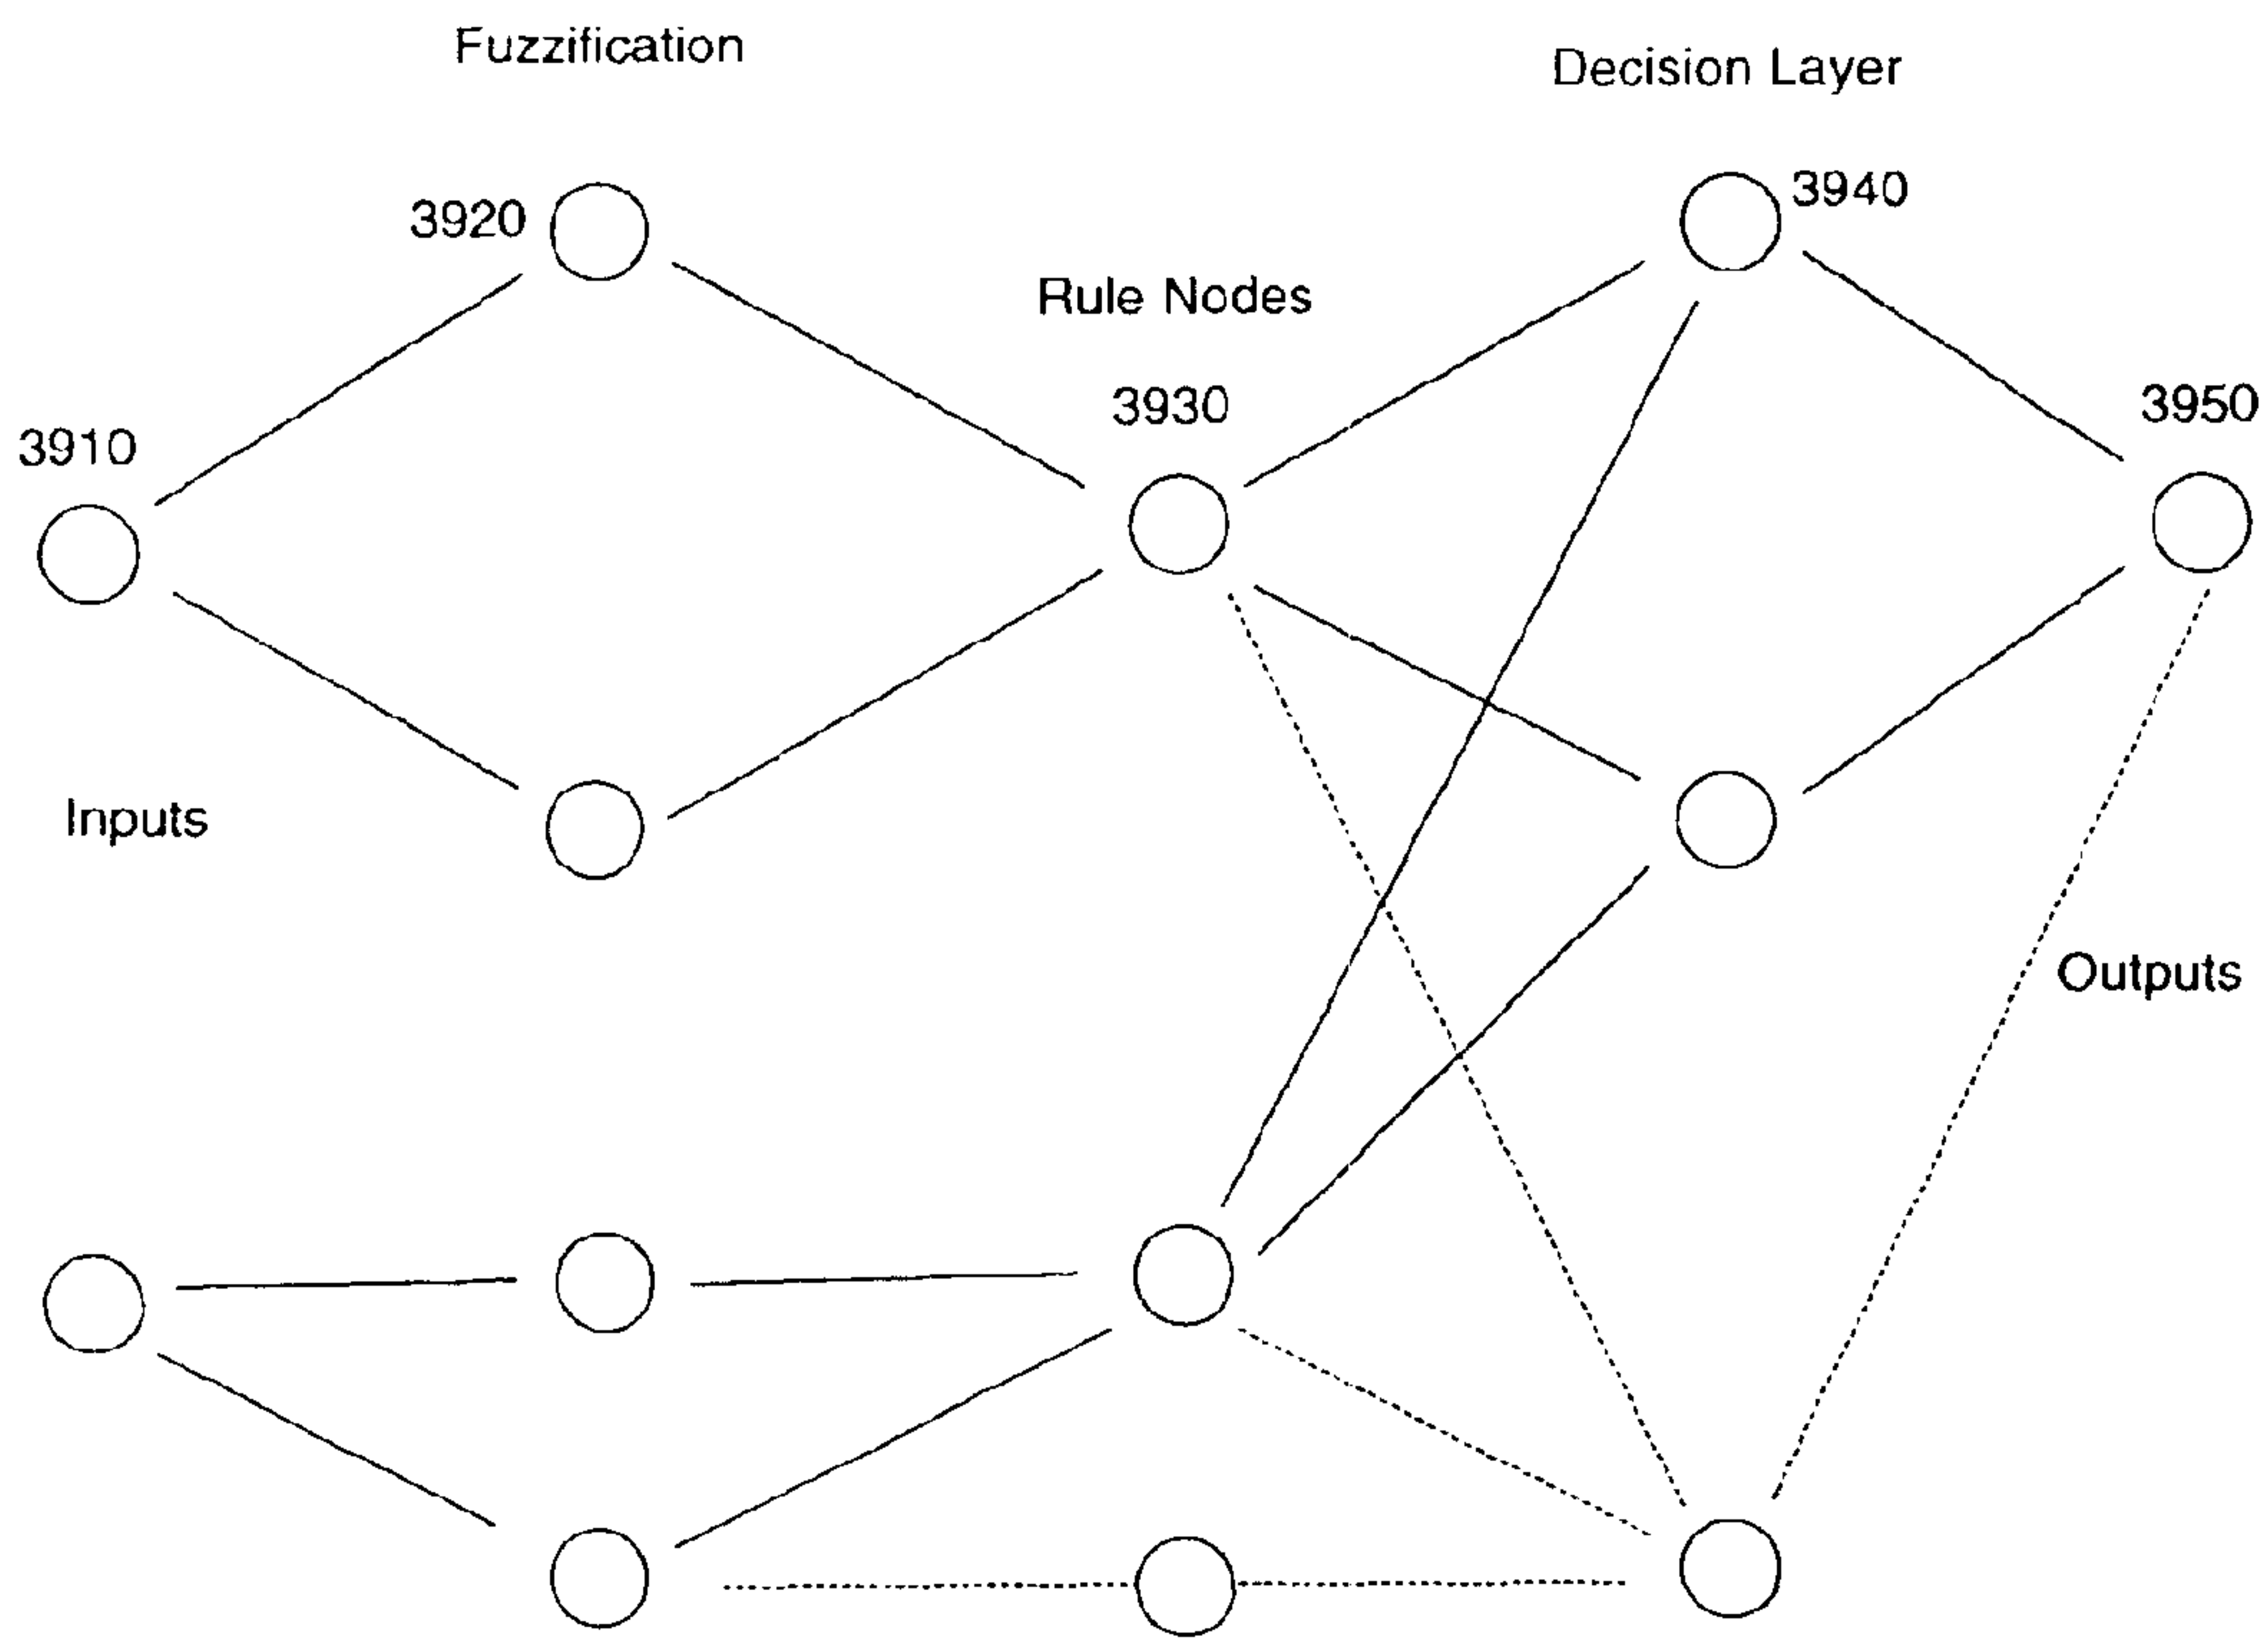 Fuzzification
Decision Layer
3920
3940
Rule Nodes
3930
3950
3910
Inputs
Outputs